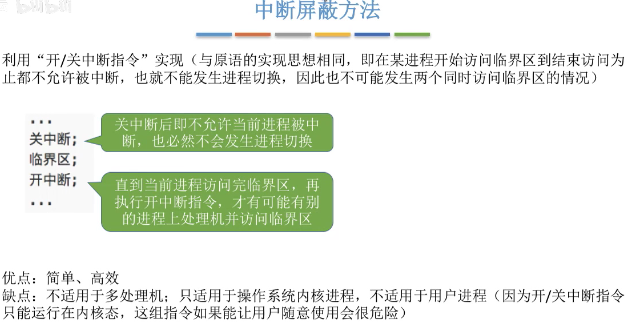 bilibili
中断屏蔽方法
利用“开/关中断指令”实现（与原语的实现思想相同，即在某进程开始访问临界区到结束访问为
止都不允许被中断，也就不能发生进程切换，因此也不可能发生两个同时访问临界区的情况）
...
关中断;
临界区;
开中断;
...
关中断后即不允许当前进程被中
断，也必然不会发生进程切换
直到当前进程访问完临界区，再
执行开中断指令，才有可能有别
的进程上处理机并访问临界区
优点：简单、高效
缺点：不适用于多处理机；只适用于操作系统内核进程，不适用于用户进程（因为开/关中断指令
只能运行在内核态，这组指令如果能让用户随意使用会很危险）